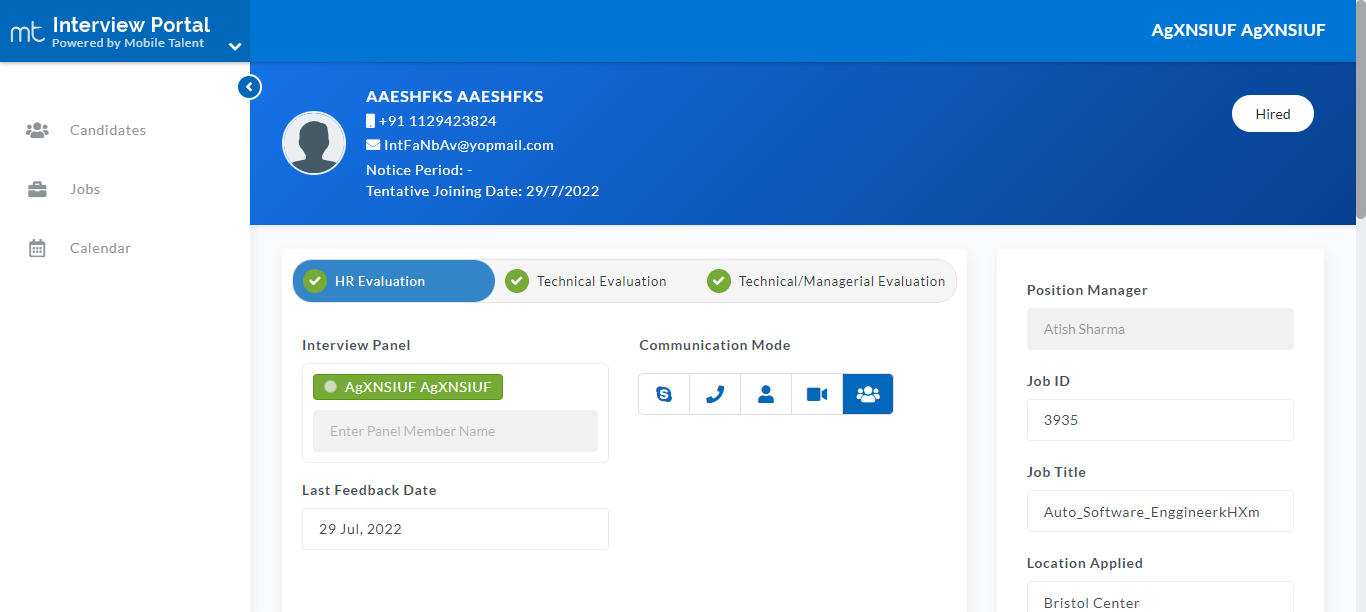 mt Interview Portal
Powered by Mobile Talent
AgXNSIUF AgXNSIUF
Candidates
Jobs
Calendar
AAESHFKS AAESHFKS
+91 1129423824
IntFaNbAv@yopmail.com
Notice Period: -
Tentative Joining Date: 29/7/2022
Hired
HR Evaluation
Technical Evaluation
Technical/Managerial Evaluation
Interview Panel
AgXNSIUF AgXNSIUF
Enter Panel Member Name
Last Feedback Date
29 Jul, 2022
Communication Mode
Position Manager
Atish Sharma
Job ID
3935
Job Title
Auto_Software_EnggineerkHXm
Location Applied
Bristol Center